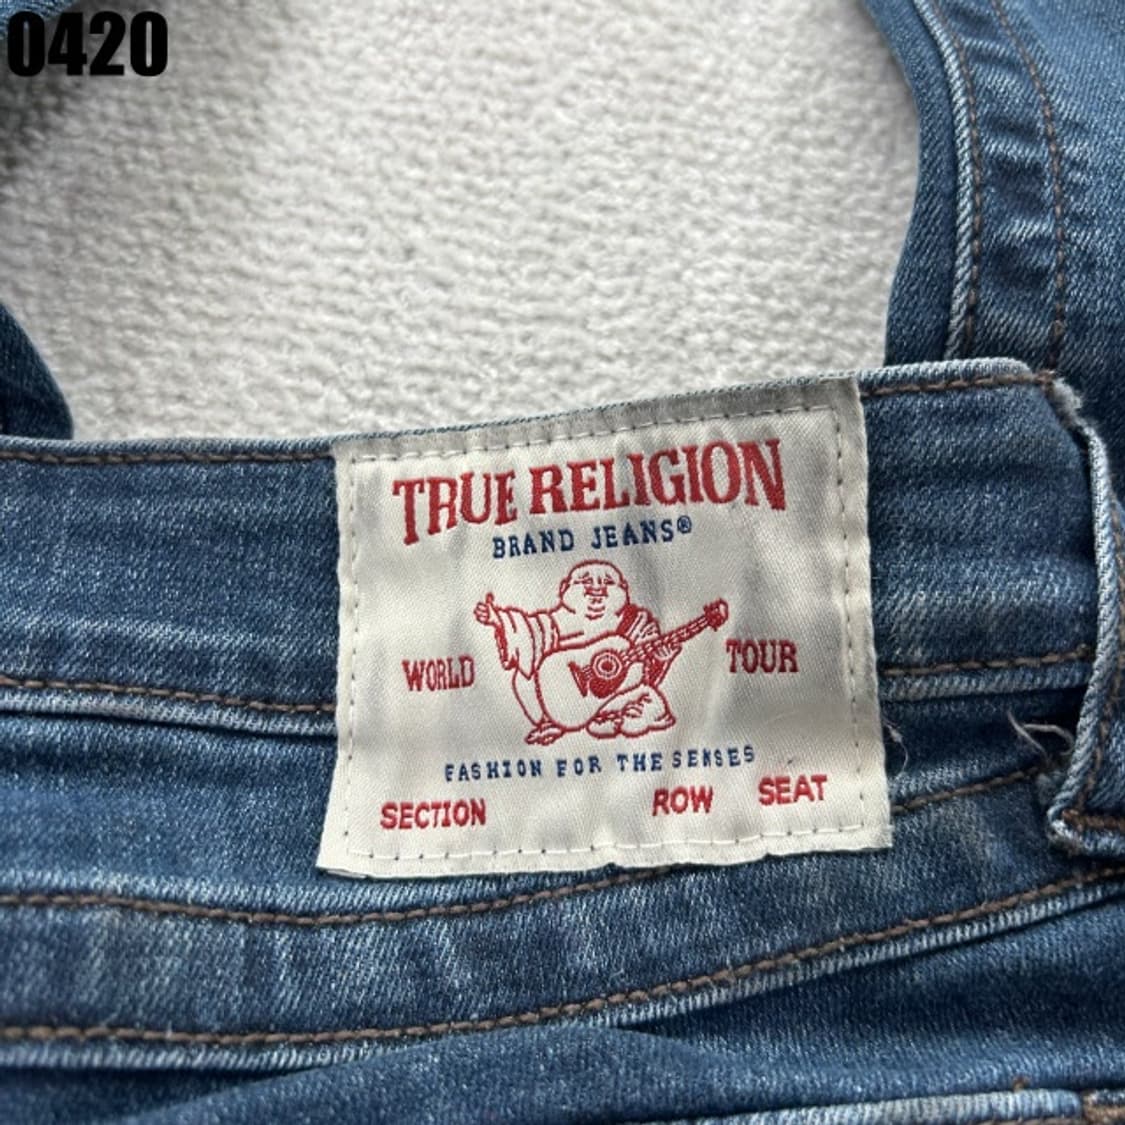 0420
TRUE RELIGION
BRAND JEANS®
WORLD TOUR
FASHION FOR THE SENSES
SECTION ROW SEAT